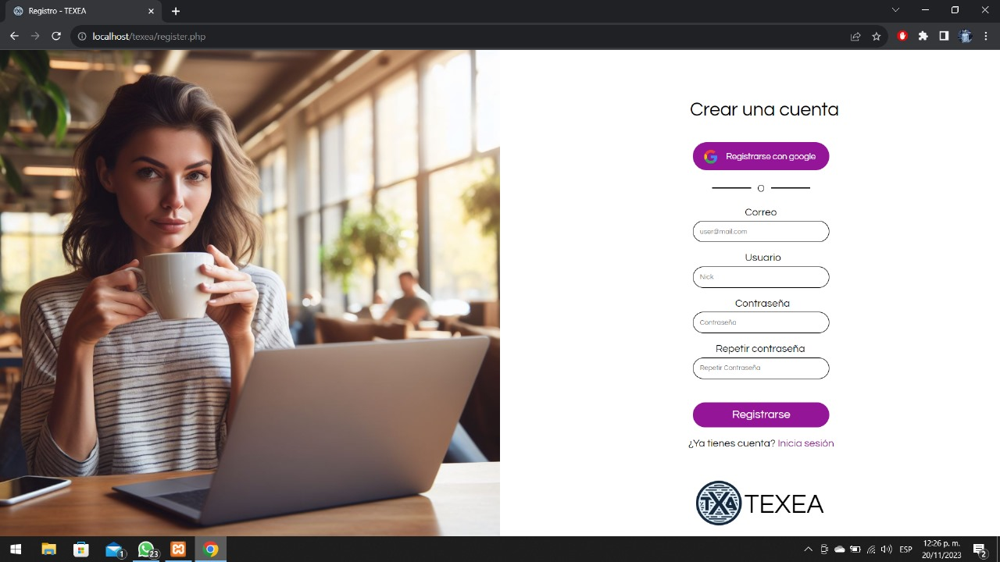 Registro - TEXEA
localhost/texea/register.php
Crear una cuenta
Registrarse con google
O
Correo
user@mail.com
Usuario
Nick
Contraseña
Contraseña
Repetir contraseña
Repetir Contraseña
Registrarse
¿Ya tienes cuenta? Inicia sesión
TXA TEXEA
1
23
ESP
12:26 p. m.
20/11/2023
2